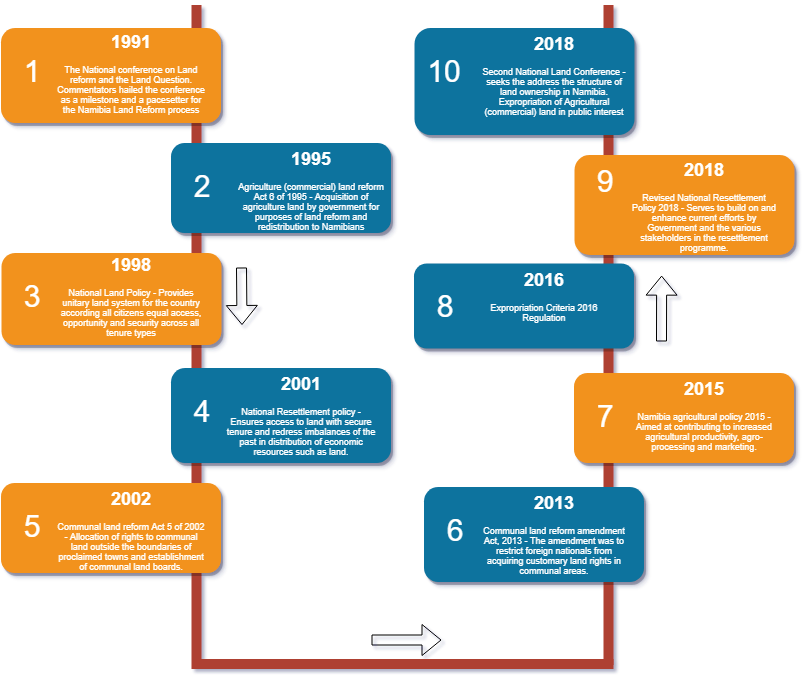 1991
1
The National conference on Land
reform and the Land Question.
Commentators hailed the conference
as a milestone and a pacesetter for
the Namibia Land Reform process
1995
2
Agriculture (commercial) land reform
Act 6 of 1995 - Acquisition of
agriculture land by government for
purposes of land reform and
redistribution to Namibians
1998
3
National Land Policy - Provides
unitary land system for the country
according all citizens equal access,
opportunity and security across all
tenure types
2001
4
National Resettlement policy -
Ensures access to land with secure
tenure and redress imbalances of the
past in distribution of economic
resources such as land.
2002
5
Communal land reform Act 5 of 2002
- Allocation of rights to communal
land outside the boundaries of
proclaimed towns and establishment
of communal land boards.
2013
6
Communal land reform amendment
Act, 2013 - The amendment was to
restrict foreign nationals from
acquiring customary land rights in
communal areas.
2015
7
Namibia agricultural policy 2015 -
Aimed at contributing to increased
agricultural productivity, agro-
processing and marketing.
2016
8
Expropriation Criteria 2016
Regulation
2018
9
Revised National Resettlement
Policy 2018 - Serves to build on and
enhance current efforts by
Government and the various
stakeholders in the resettlement
programme.
2018
10
Second National Land Conference -
seeks the address the structure of
land ownership in Namibia.
Expropriation of Agricultural
(commercial) land in public interest